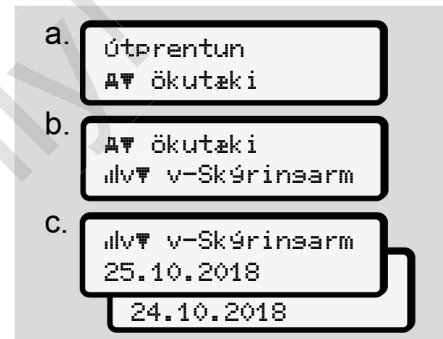 a.
útprentun
ökutæki
b.
ökutæki
v-Skýringarm
c.
v-Skýringarm
25.10.2018
24.10.2018